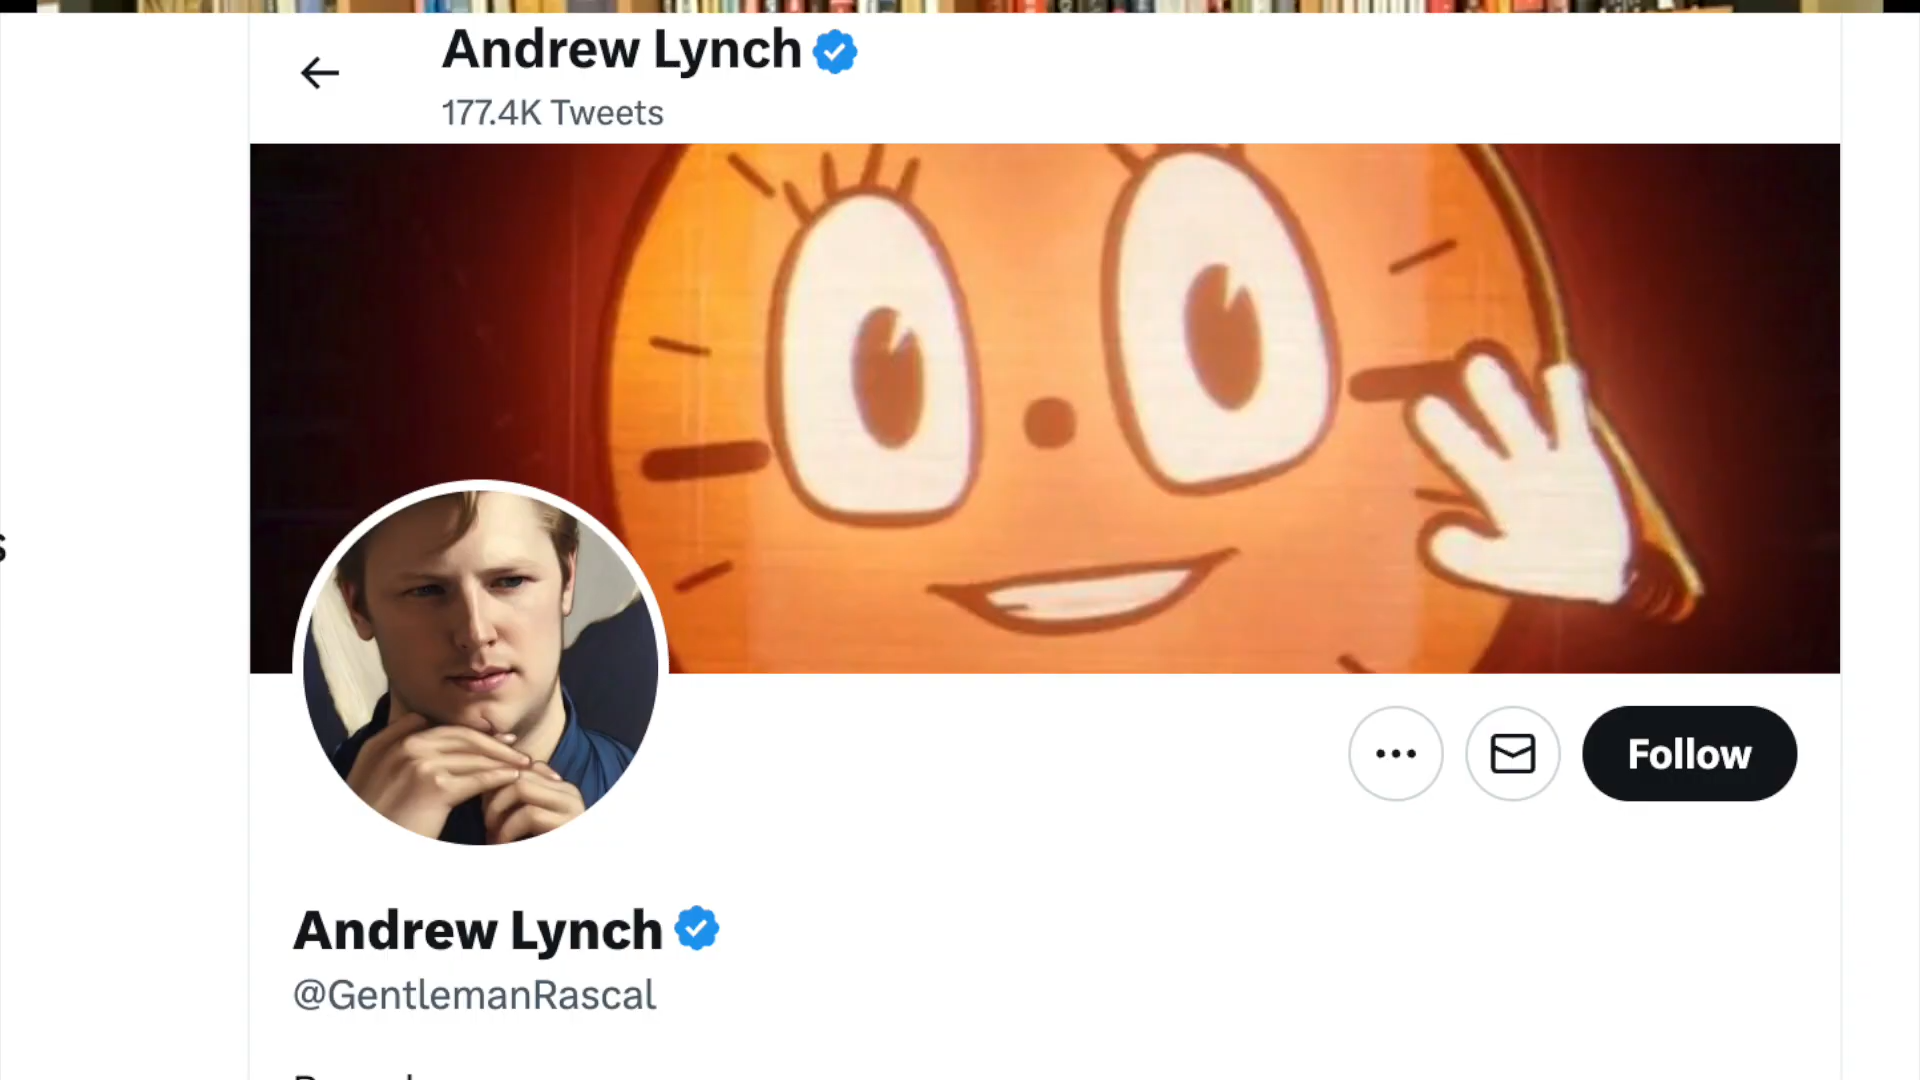 Andrew Lynch
177.4K Tweets
Follow
Andrew Lynch
@GentlemanRascal